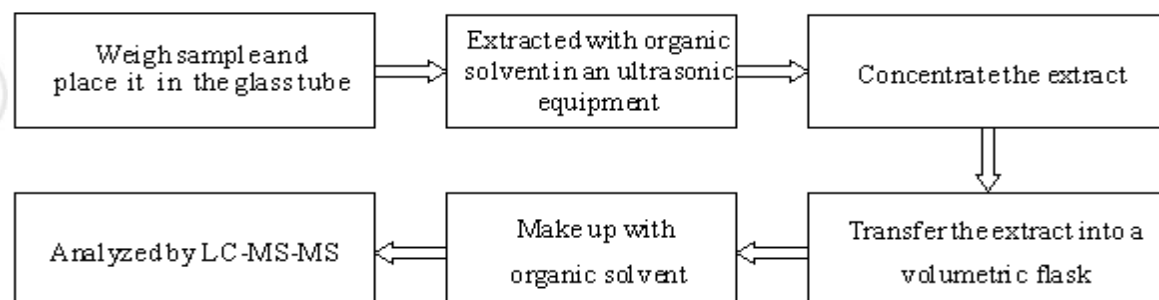 Weigh sample and
place it in the glass tube
Extracted with organic
solvent in an ultrasonic
equipment
Concentrate the extract
Transfer the extract into a
volumetric flask
Make up with
organic solvent
Analyzed by LC-MS-MS